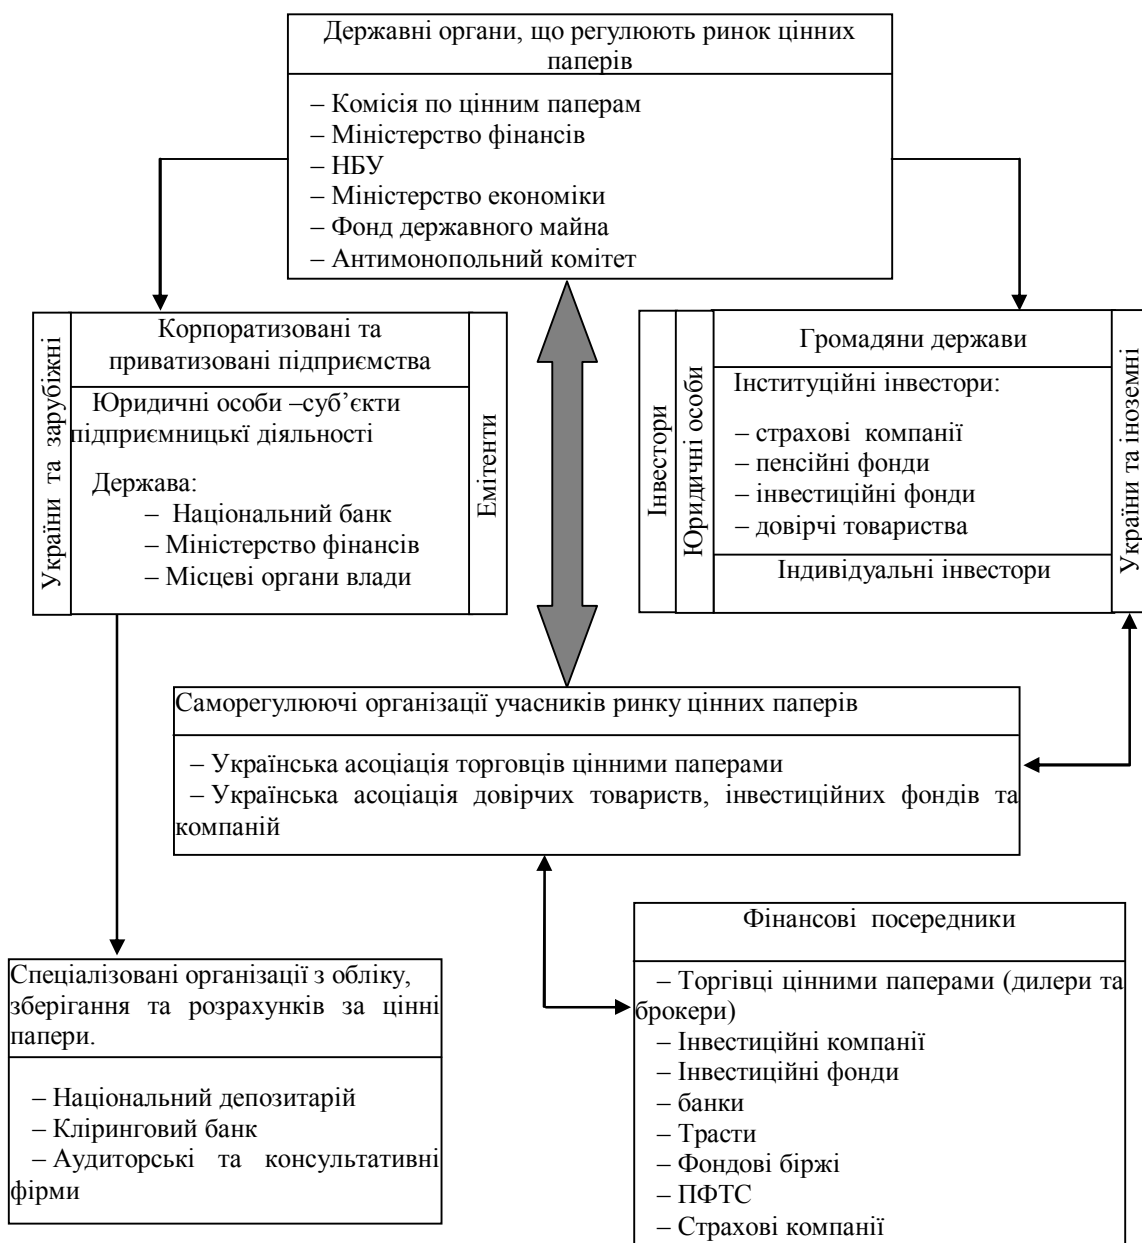 Державні органи, що регулюють ринок цінних
паперів
– Комісія по цінним паперам
– Міністерство фінансів
– НБУ
– Міністерство економіки
– Фонд державного майна
– Антимонопольний комітет
України та зарубіжні
Корпоратизовані та
приватизовані підприємства
Юридичні особи –суб’єкти
підприємницькї діяльності
Держава:
– Національний банк
– Міністерство фінансів
– Місцеві органи влади
Емітенти
Інвестори
Юридичні особи
Громадяни держави
Інституційні інвестори:
– страхові компанії
– пенсійні фонди
– інвестиційні фонди
– довірчі товариства
Індивідуальні інвестори
України та іноземні
Саморегулюючі організації учасників ринку цінних паперів
– Українська асоціація торговців цінними паперами
– Українська асоціація довірчих товариств, інвестиційних фондів та
компаній
Спеціалізовані організації з обліку,
зберігання та розрахунків за цінні
папери.
– Національний депозитарій
– Кліринговий банк
– Аудиторські та консультативні
фірми
Фінансові посередники
– Торгівці цінними паперами (дилери та
брокери)
– Інвестиційні компанії
– Інвестиційні фонди
– банки
– Трасти
– Фондові біржі
– ПФТС
– Страхові компанії